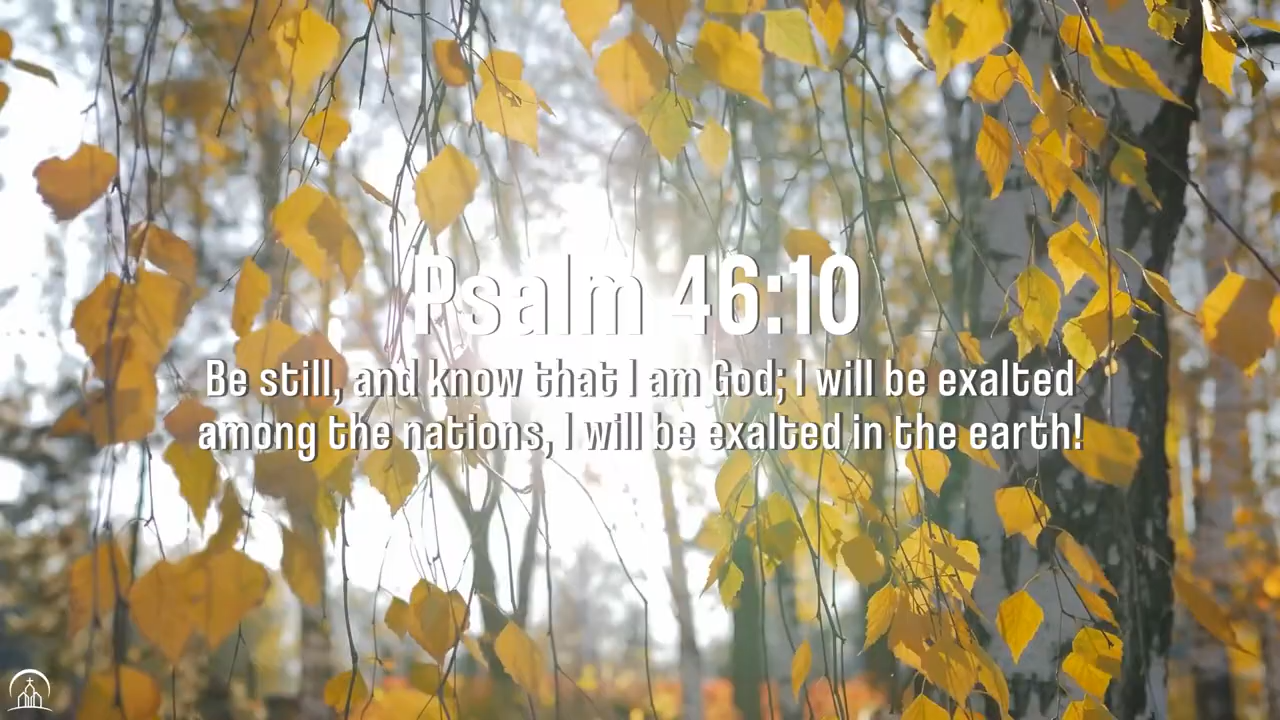 Psalm 46:10
Be still, and know that I am God; I will be exalted
among the nations, I will be exalted in the earth!